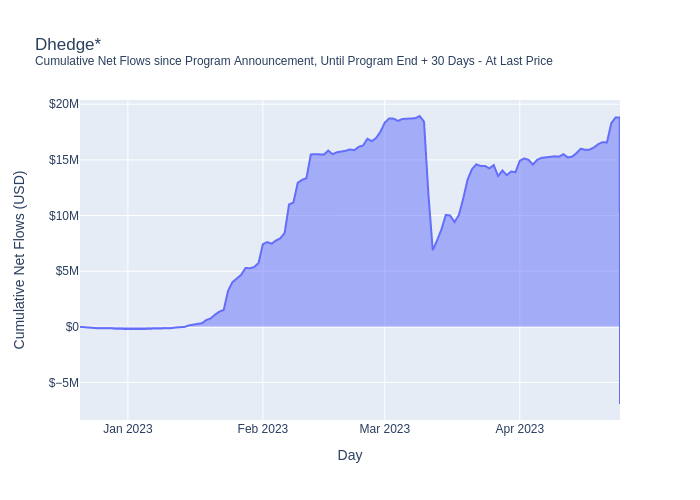 Dhedge*
Cumulative Net Flows since Program Announcement, Until Program End + 30 Days - At Last Price
$20M
$15M
$10M
$5M
$0
$−5M
Cumulative Net Flows (USD)
Jan 2023
Feb 2023
Mar 2023
Apr 2023
Day